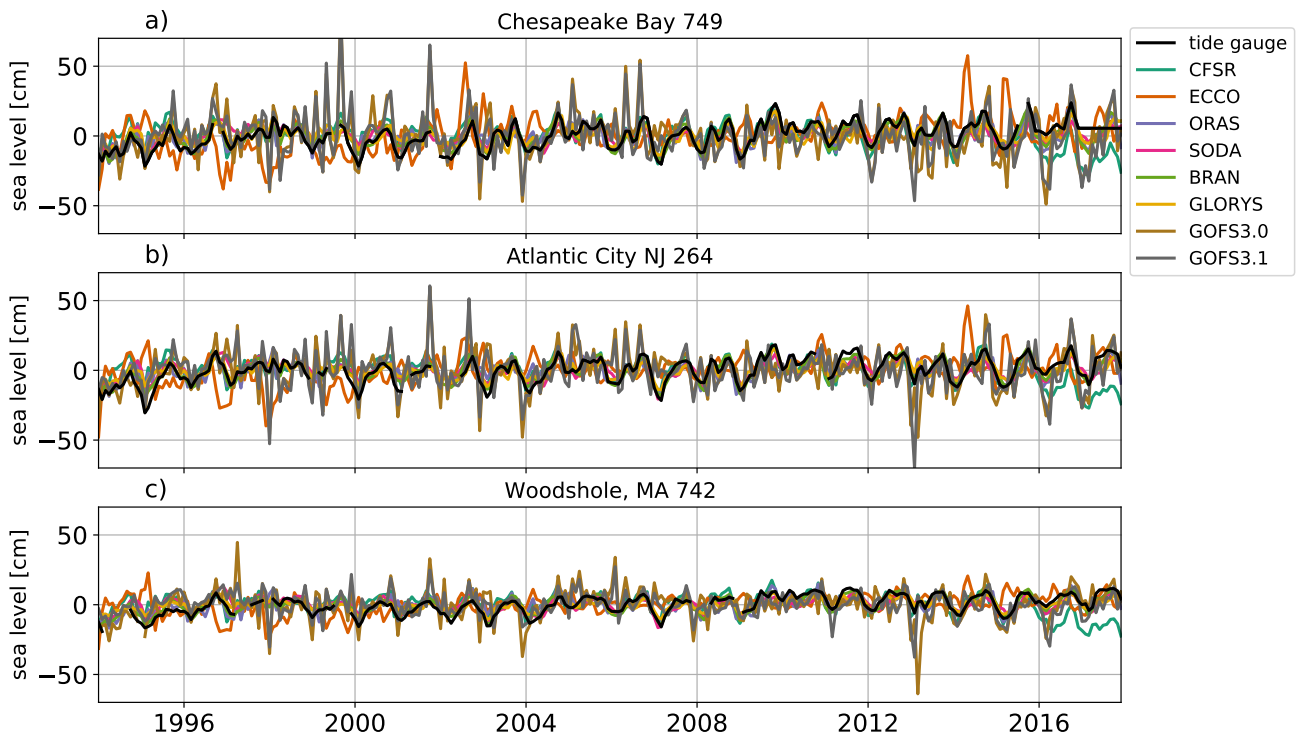 a) Chesapeake Bay 749
sea level [cm]
50
0
−50
tide gauge
CFSR
ECCO
ORAS
SODA
BRAN
GLORYS
GOFS3.0
GOFS3.1
b) Atlantic City NJ 264
sea level [cm]
50
0
−50
c) Woodshole, MA 742
sea level [cm]
50
0
−50
1996 2000 2004 2008 2012 2016